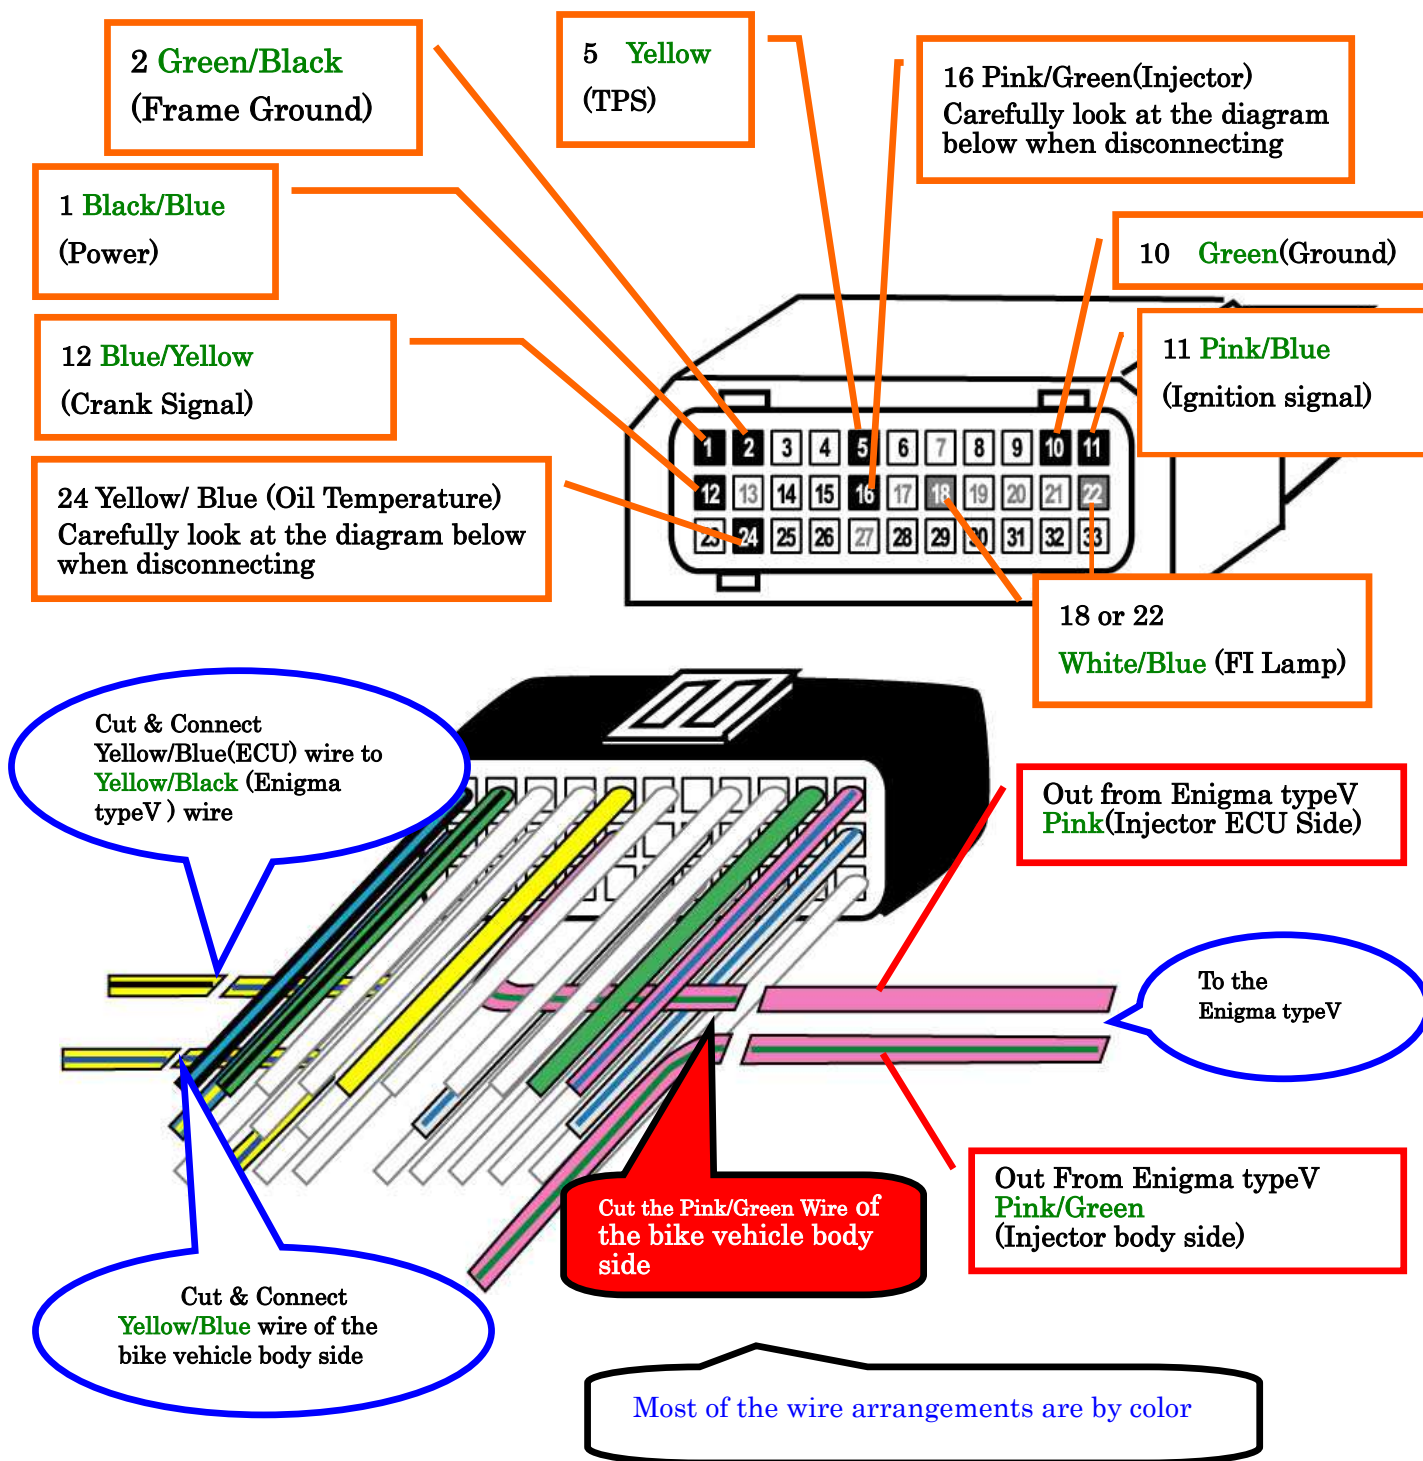 2 Green/Black
(Frame Ground)
5 Yellow
(TPS)
16 Pink/Green(Injector)
Carefully look at the diagram
below when disconnecting
1 Black/Blue
(Power)
10 Green(Ground)
12 Blue/Yellow
(Crank Signal)
11 Pink/Blue
(Ignition signal)
24 Yellow/ Blue (Oil Temperature)
Carefully look at the diagram below
when disconnecting
1 2 3 4 5 6 7 8 9 10 11
12 13 14 15 16 17 18 19 20 21 22
23 24 25 26 27 28 29 30 31 32 33
18 or 22
White/Blue (FI Lamp)
Cut & Connect
Yellow/Blue(ECU) wire to
Yellow/Black (Enigma
typeV ) wire
Out from Enigma typeV
Pink(Injector ECU Side)
To the
Enigma typeV
Cut the Pink/Green Wire of
the bike vehicle body
side
Out From Enigma typeV
Pink/Green
(Injector body side)
Cut & Connect
Yellow/Blue wire of the
bike vehicle body side
Most of the wire arrangements are by color